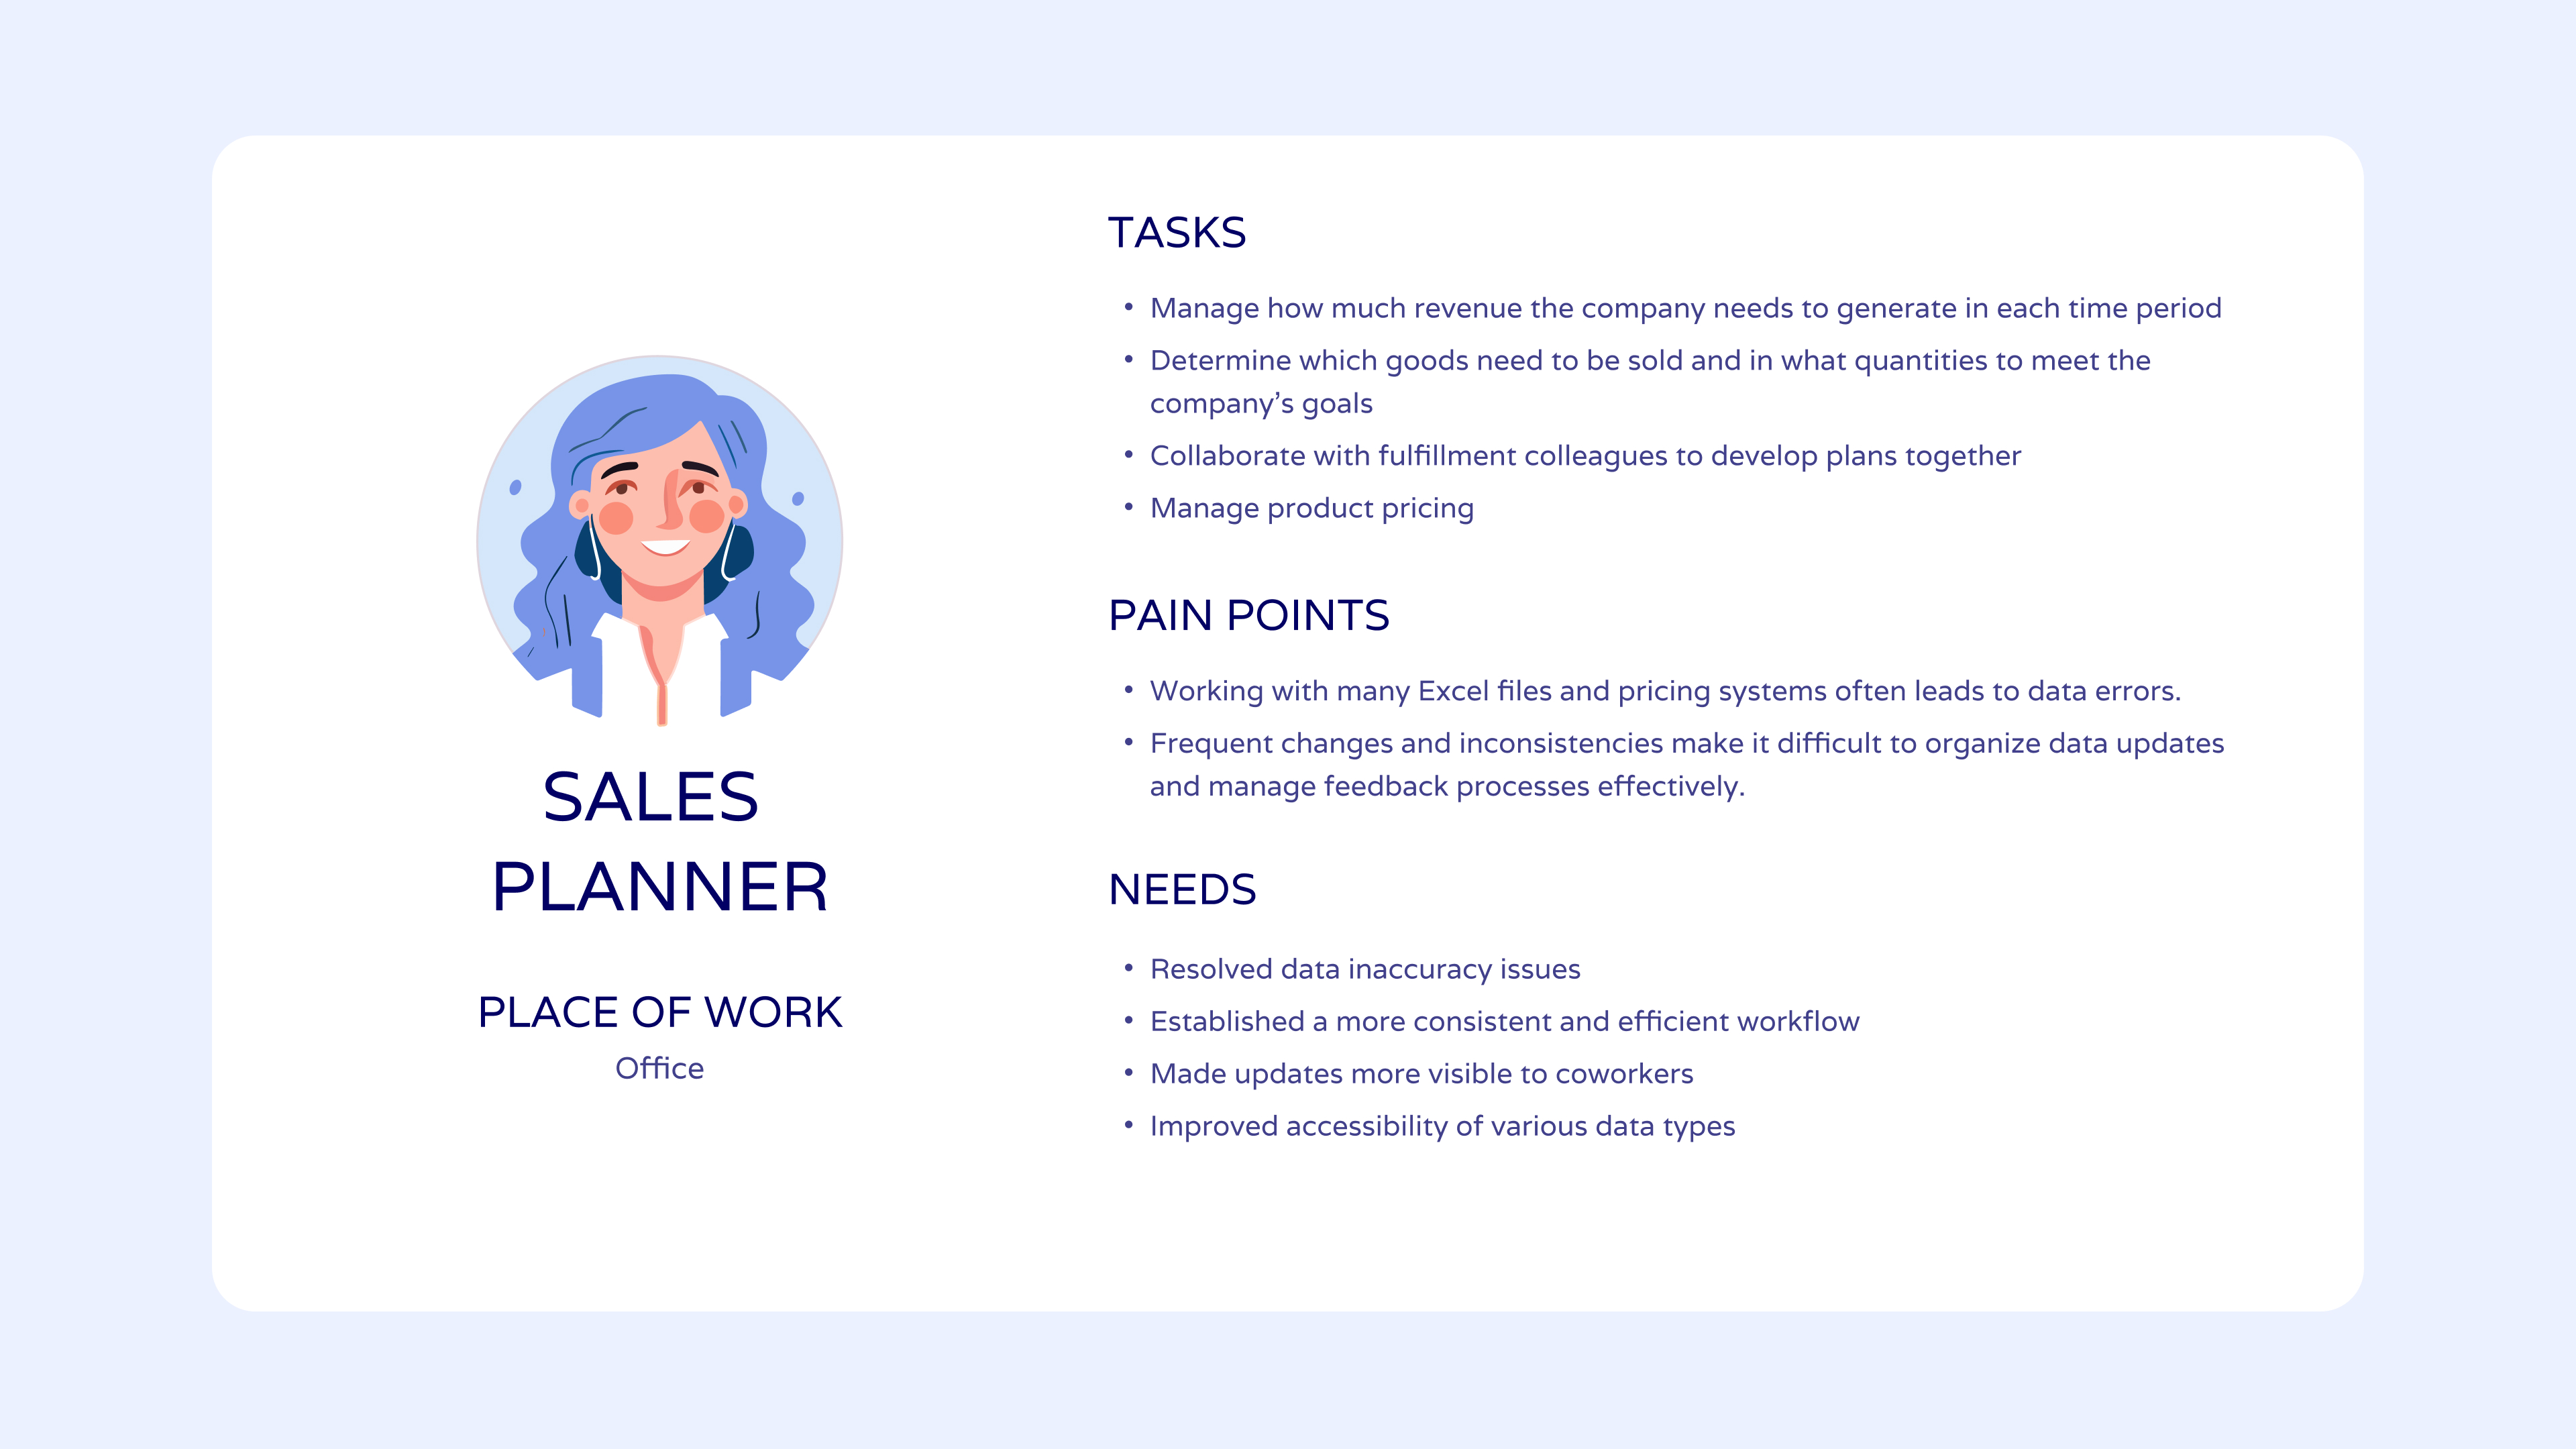 SALES
PLANNER
PLACE OF WORK
Office
TASKS
• Manage how much revenue the company needs to generate in each time period
• Determine which goods need to be sold and in what quantities to meet the
company’s goals
• Collaborate with fulfillment colleagues to develop plans together
• Manage product pricing
PAIN POINTS
• Working with many Excel files and pricing systems often leads to data errors.
• Frequent changes and inconsistencies make it difficult to organize data updates
and manage feedback processes effectively.
NEEDS
• Resolved data inaccuracy issues
• Established a more consistent and efficient workflow
• Made updates more visible to coworkers
• Improved accessibility of various data types